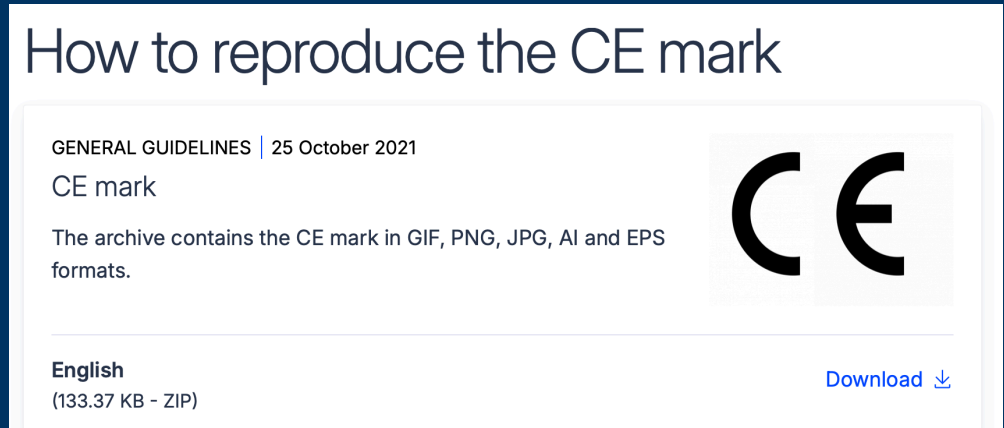 How to reproduce the CE mark
GENERAL GUIDELINES | 25 October 2021
CE mark
The archive contains the CE mark in GIF, PNG, JPG, AI and EPS
formats.
CE
English
(133.37 KB - ZIP)
Download